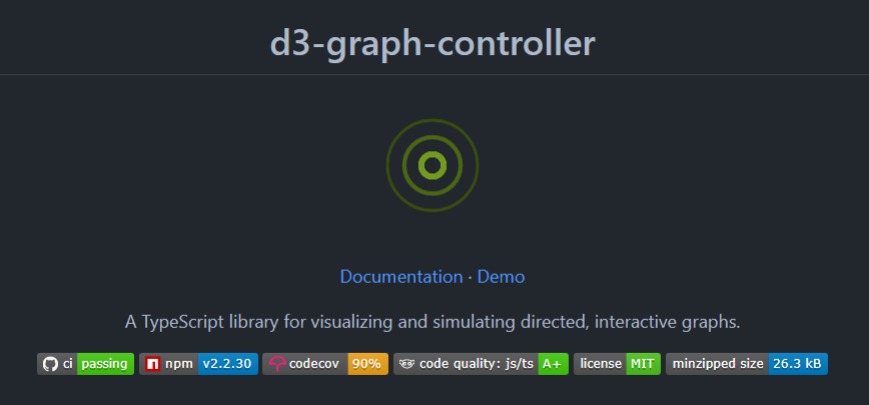 d3-graph-controller
Documentation · Demo
A TypeScript library for visualizing and simulating directed, interactive graphs.
ci passing npm v2.2.30 codecov 90% code quality: js/ts A+ license MIT minzipped size 26.3 kB